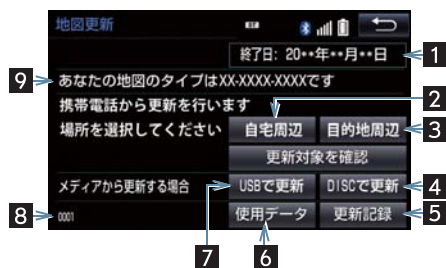 地図更新
終了日: 20**年**月**日 1
9 あなたの地図のタイプはXX-XXXX-XXXXです
携帯電話から更新を行います 2
場所を選択してください 自宅周辺 目的地周辺 3
更新対象を確認
メディアから更新する場合 USBで更新 DISCで更新 4
8 0001 使用データ 更新記録 5
7 6